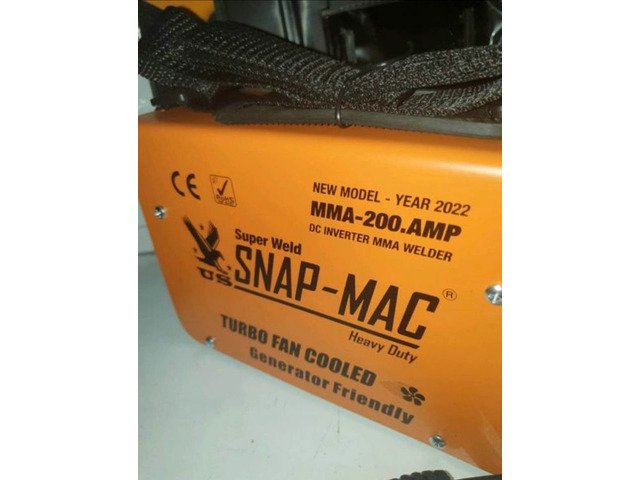 CE
RoHS
NEW MODEL - YEAR 2022
MMA-200.AMP
DC INVERTER MMA WELDER
Super Weld
US
SNAP-MAC ®
Heavy Duty
TURBO FAN COOLED
Generator Friendly